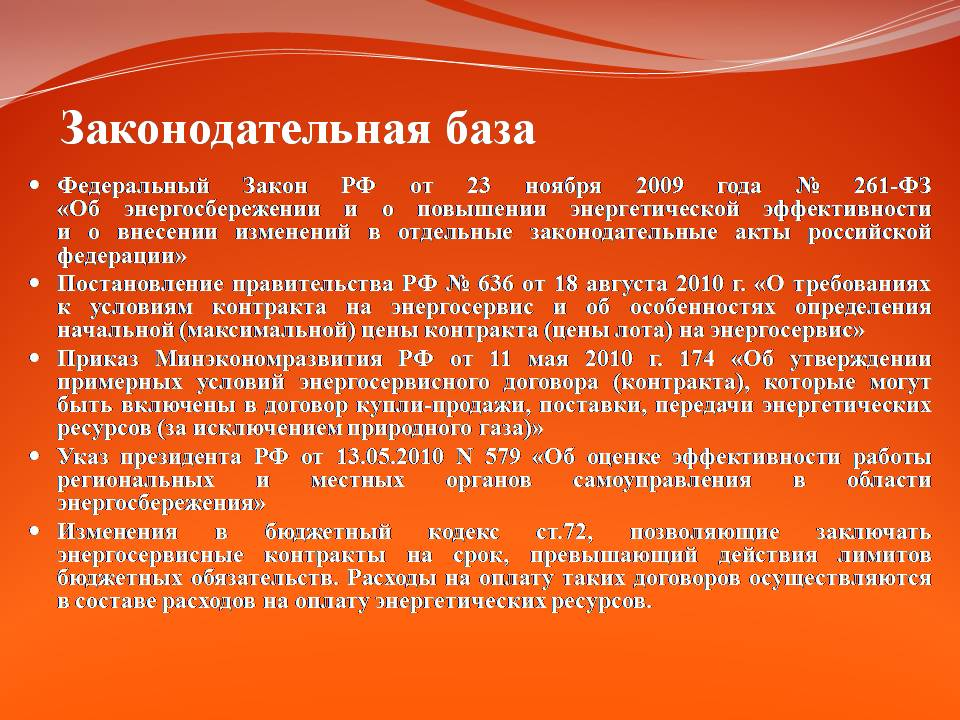 Законодательная база
• Федеральный Закон РФ от 23 ноября 2009 года № 261-ФЗ
«Об энергосбережении и о повышении энергетической эффективности
и о внесении изменений в отдельные законодательные акты российской
федерации»
• Постановление правительства РФ № 636 от 18 августа 2010 г. «О требованиях
к условиям контракта на энергосервис и об особенностях определения
начальной (максимальной) цены контракта (цены лота) на энергосервис»
• Приказ Минэкономразвития РФ от 11 мая 2010 г. 174 «Об утверждении
примерных условий энергосервисного договора (контракта), которые могут
быть включены в договор купли-продажи, поставки, передачи энергетических
ресурсов (за исключением природного газа)»
• Указ президента РФ от 13.05.2010 N 579 «Об оценке эффективности работы
региональных и местных органов самоуправления в области
энергосбережения»
• Изменения в бюджетный кодекс ст.72, позволяющие заключать
энергосервисные контракты на срок, превышающий действия лимитов
бюджетных обязательств. Расходы на оплату таких договоров осуществляются
в составе расходов на оплату энергетических ресурсов.